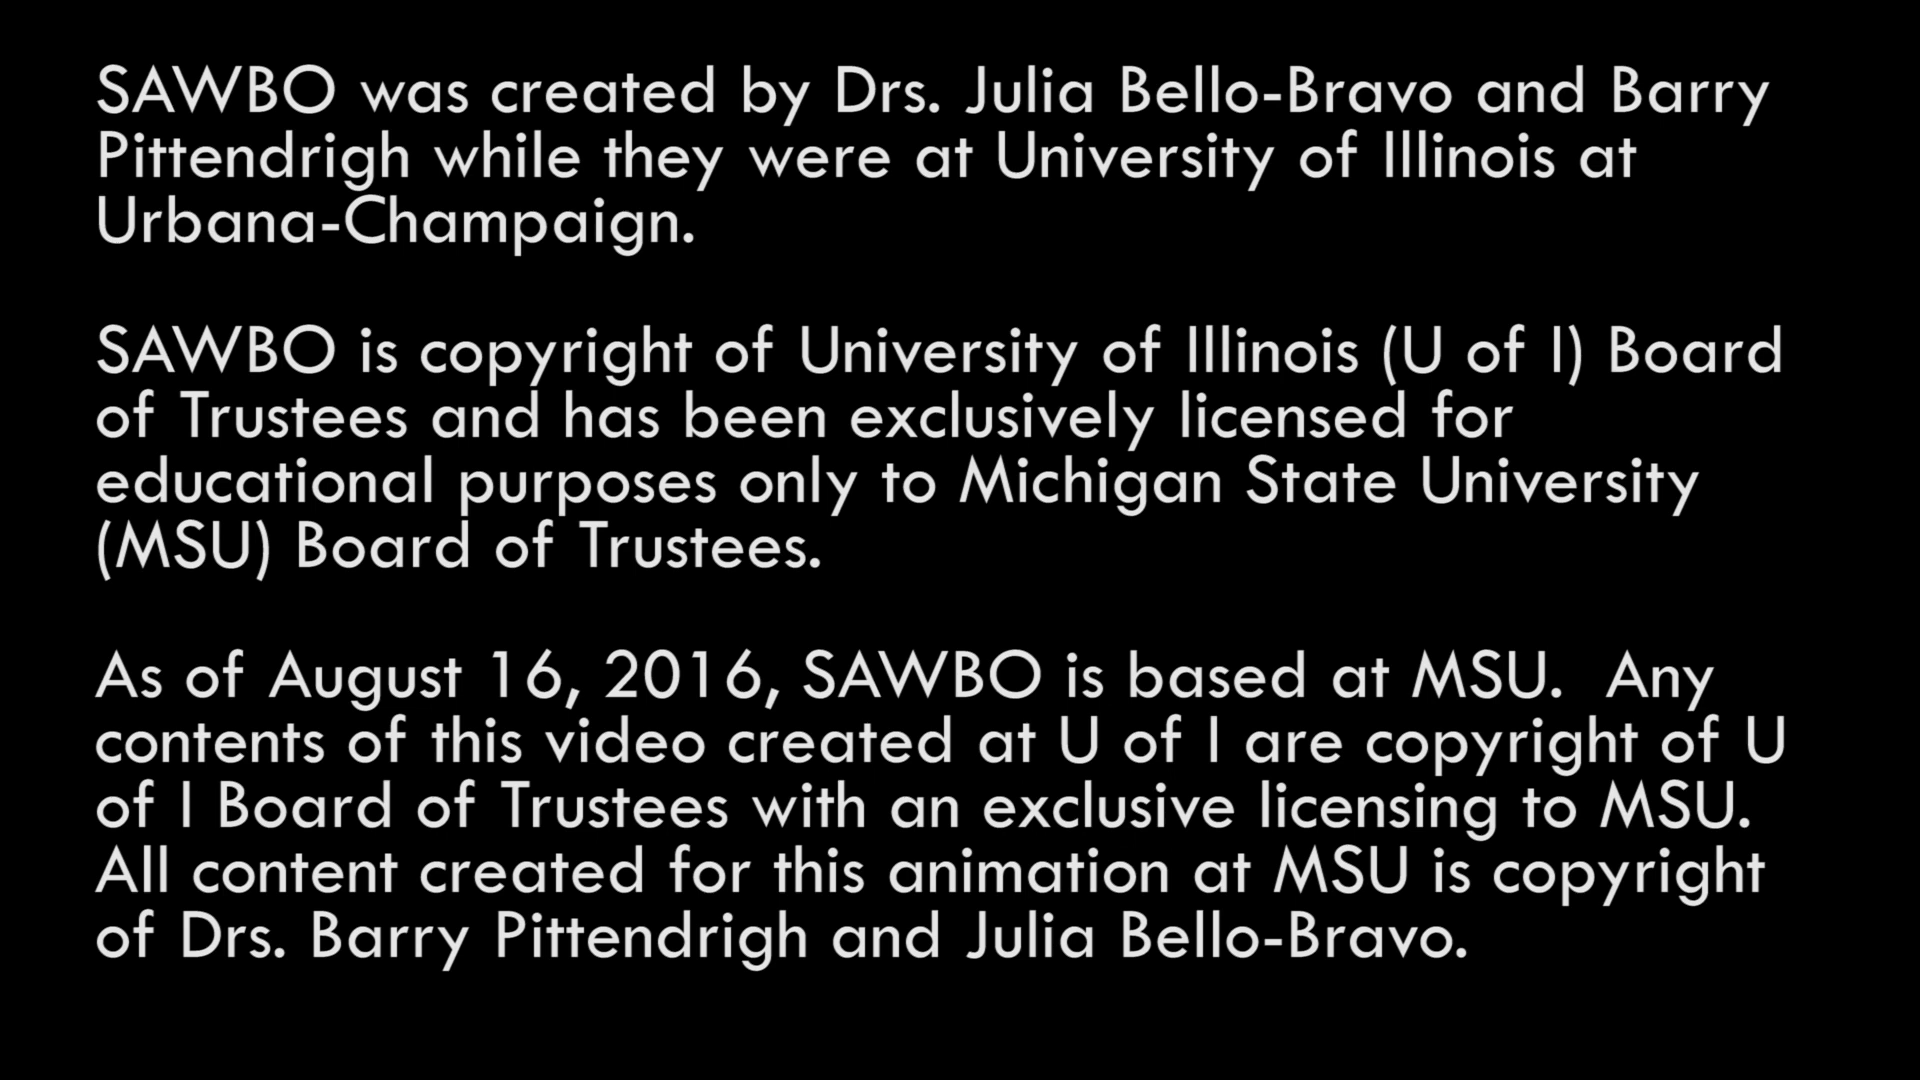 SAWBO was created by Drs. Julia Bello-Bravo and Barry
Pittendrigh while they were at University of Illinois at
Urbana-Champaign.
SAWBO is copyright of University of Illinois (U of I) Board
of Trustees and has been exclusively licensed for
educational purposes only to Michigan State University
(MSU) Board of Trustees.
As of August 16, 2016, SAWBO is based at MSU.  Any
contents of this video created at U of I are copyright of U
of I Board of Trustees with an exclusive licensing to MSU.
All content created for this animation at MSU is copyright
of Drs. Barry Pittendrigh and Julia Bello-Bravo.